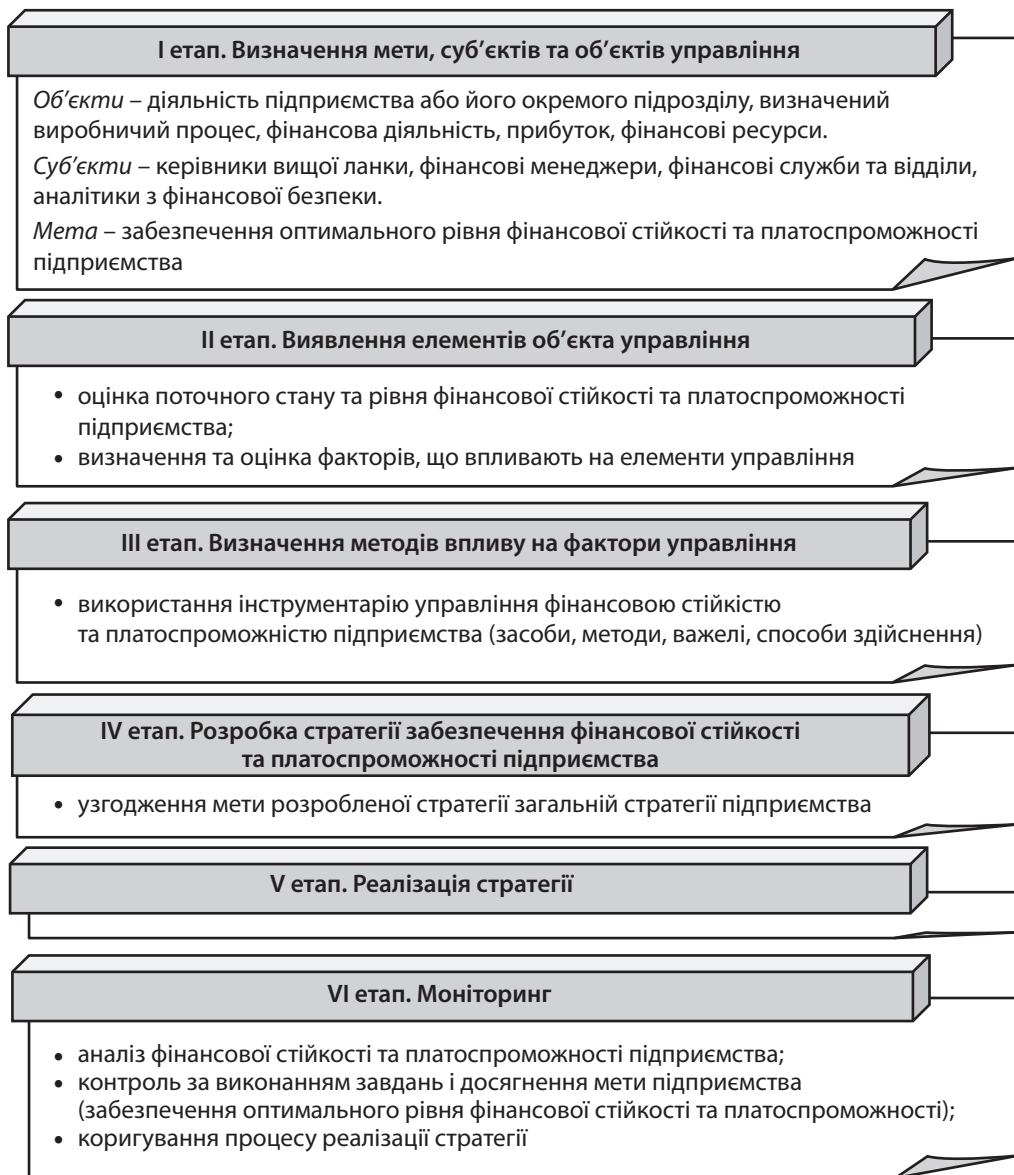 I етап. Визначення мети, суб’єктів та об’єктів управління
Об’єкти – діяльність підприємства або його окремого підрозділу, визначений
виробничий процес, фінансова діяльність, прибуток, фінансові ресурси.
Суб’єкти – керівники вищої ланки, фінансові менеджери, фінансові служби та відділи,
аналітики з фінансової безпеки.
Мета – забезпечення оптимального рівня фінансової стійкості та платоспроможності
підприємства
II етап. Виявлення елементів об’єкта управління
• оцінка поточного стану та рівня фінансової стійкості та платоспроможності
підприємства;
• визначення та оцінка факторів, що впливають на елементи управління
III етап. Визначення методів впливу на фактори управління
• використання інструментарію управління фінансовою стійкістю
та платоспроможністю підприємства (засоби, методи, важелі, способи здійснення)
IV етап. Розробка стратегії забезпечення фінансової стійкості
та платоспроможності підприємства
• узгодження мети розробленої стратегії загальній стратегії підприємства
V етап. Реалізація стратегії
VI етап. Моніторинг
• аналіз фінансової стійкості та платоспроможності підприємства;
• контроль за виконанням завдань і досягнення мети підприємства
(забезпечення оптимального рівня фінансової стійкості та платоспроможності);
• коригування процесу реалізації стратегії